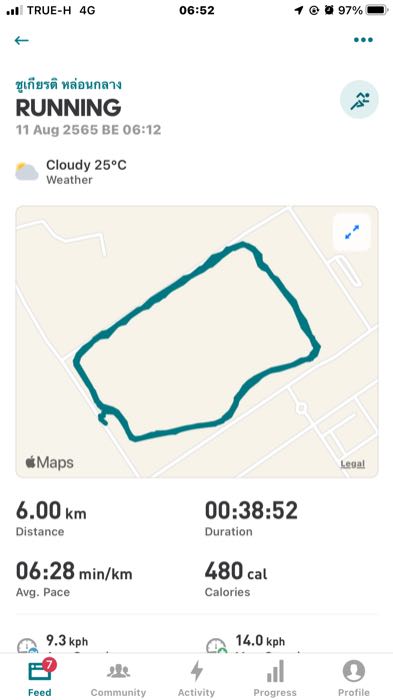 TRUE-H 4G 06:52 97%
ชูเกียรติ หล่อนกลาง
RUNNING
11 Aug 2565 BE 06:12
Cloudy 25°C
Weather
Maps Legal
6.00 km 00:38:52
Distance Duration
06:28 min/km 480 cal
Avg. Pace Calories
9.3 kph 14.0 kph
7
Feed Community Activity Progress Profile